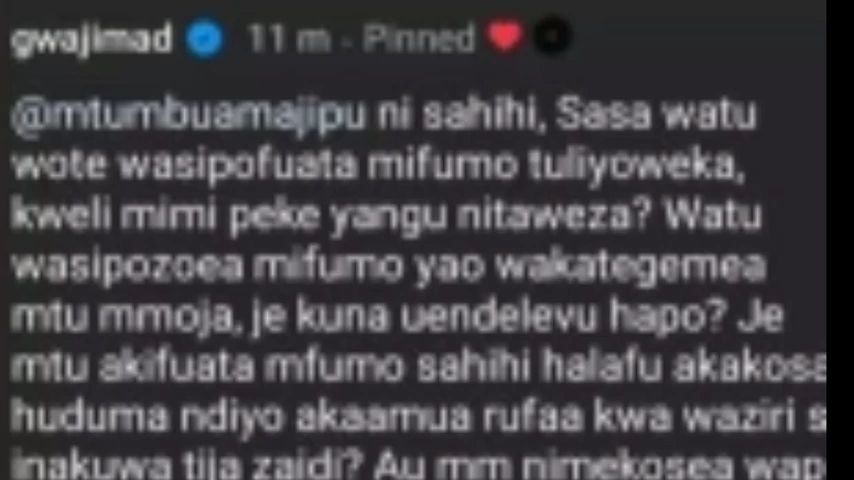 gwajimad 11 m - Pinned
@mtumbuamajipu ni sahihi, Sasa watu
wote wasipofuata mifumo tuliyoweka,
kweli mimi peke yangu nitaweza? Watu
wasipozoea mifumo yao wakategemea
mtu mmoja, je kuna uendelevu hapo? Je
mtu akifuata mfumo sahihi halafu akakosa
huduma ndiyo akaamua rufaa kwa waziri s
inakuwa tija zaidi? Au mm nimekosea wap